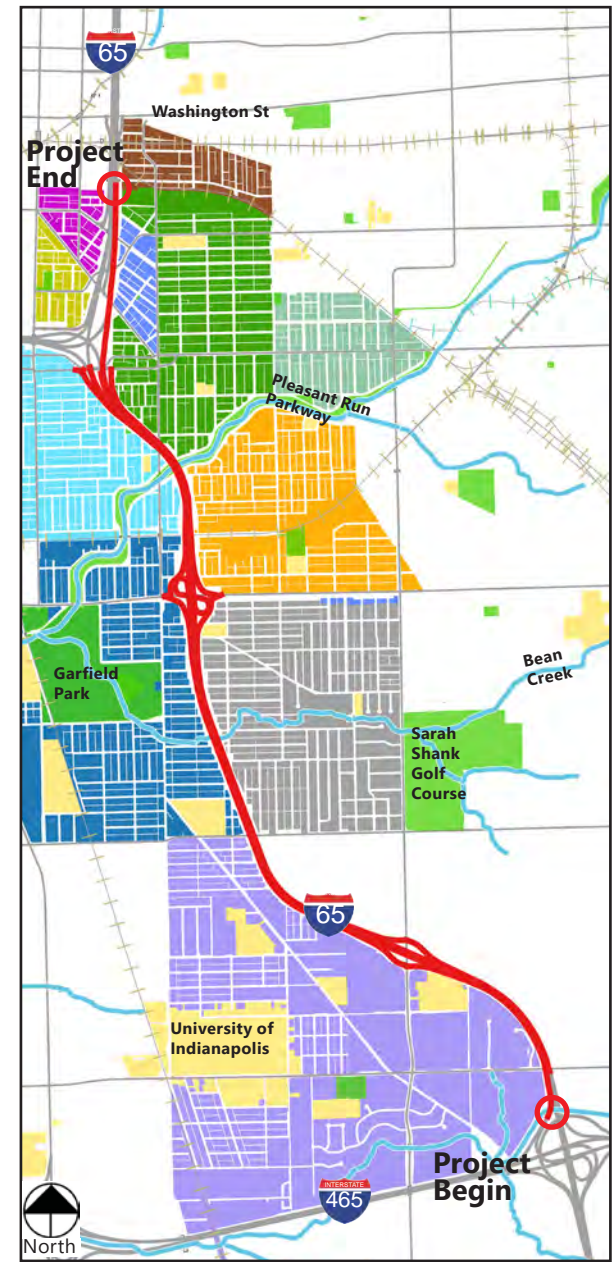 65
Washington St
Project
End
Pleasant Run
Parkway
Bean
Creek
Garfield
Park
Sarah
Shank
Golf
Course
65
University of
Indianapolis
Project
Begin
INTERSTATE
465
North